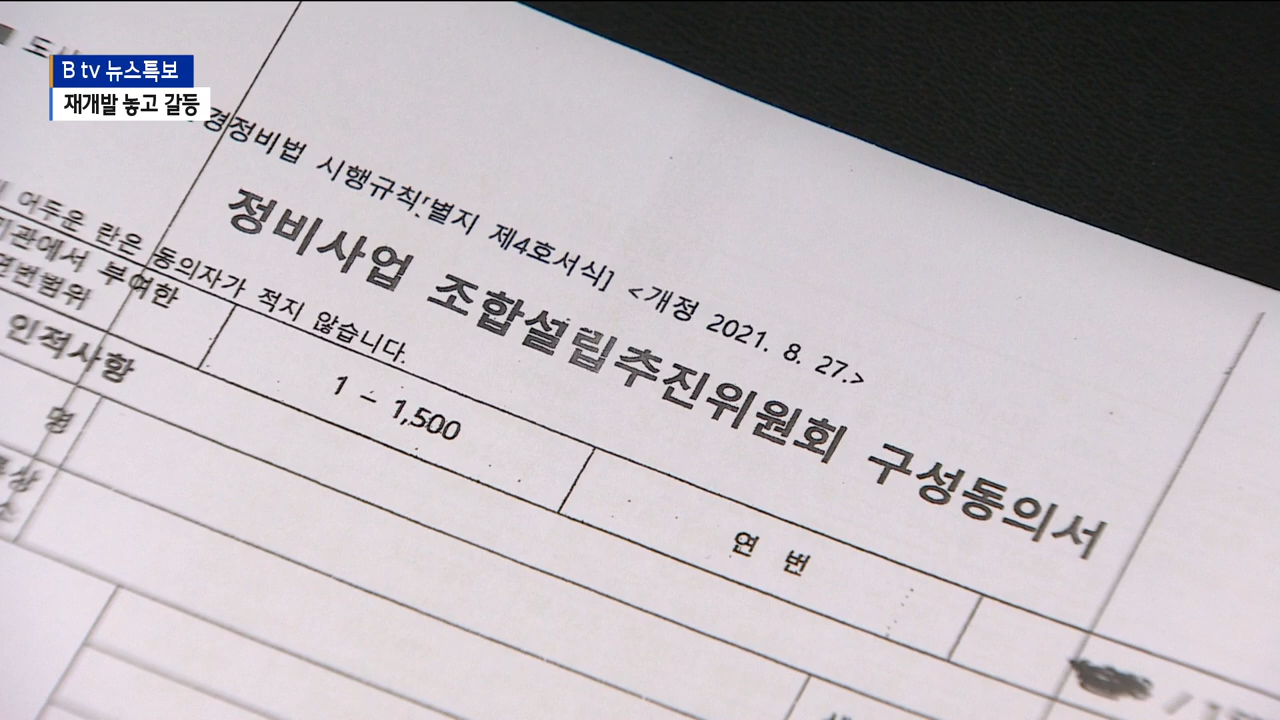 B tv 뉴스특보
재개발 놓고 갈등
경정비법 시행규칙 [별지 제4호서식] <개정 2021. 8. 27.>
정비사업 조합설립추진위원회 구성동의서
어두운 란은 동의자가 적지 않습니다.
기관에서 부여한
연번범위
1 - 1,500
연 번
인적사항
명